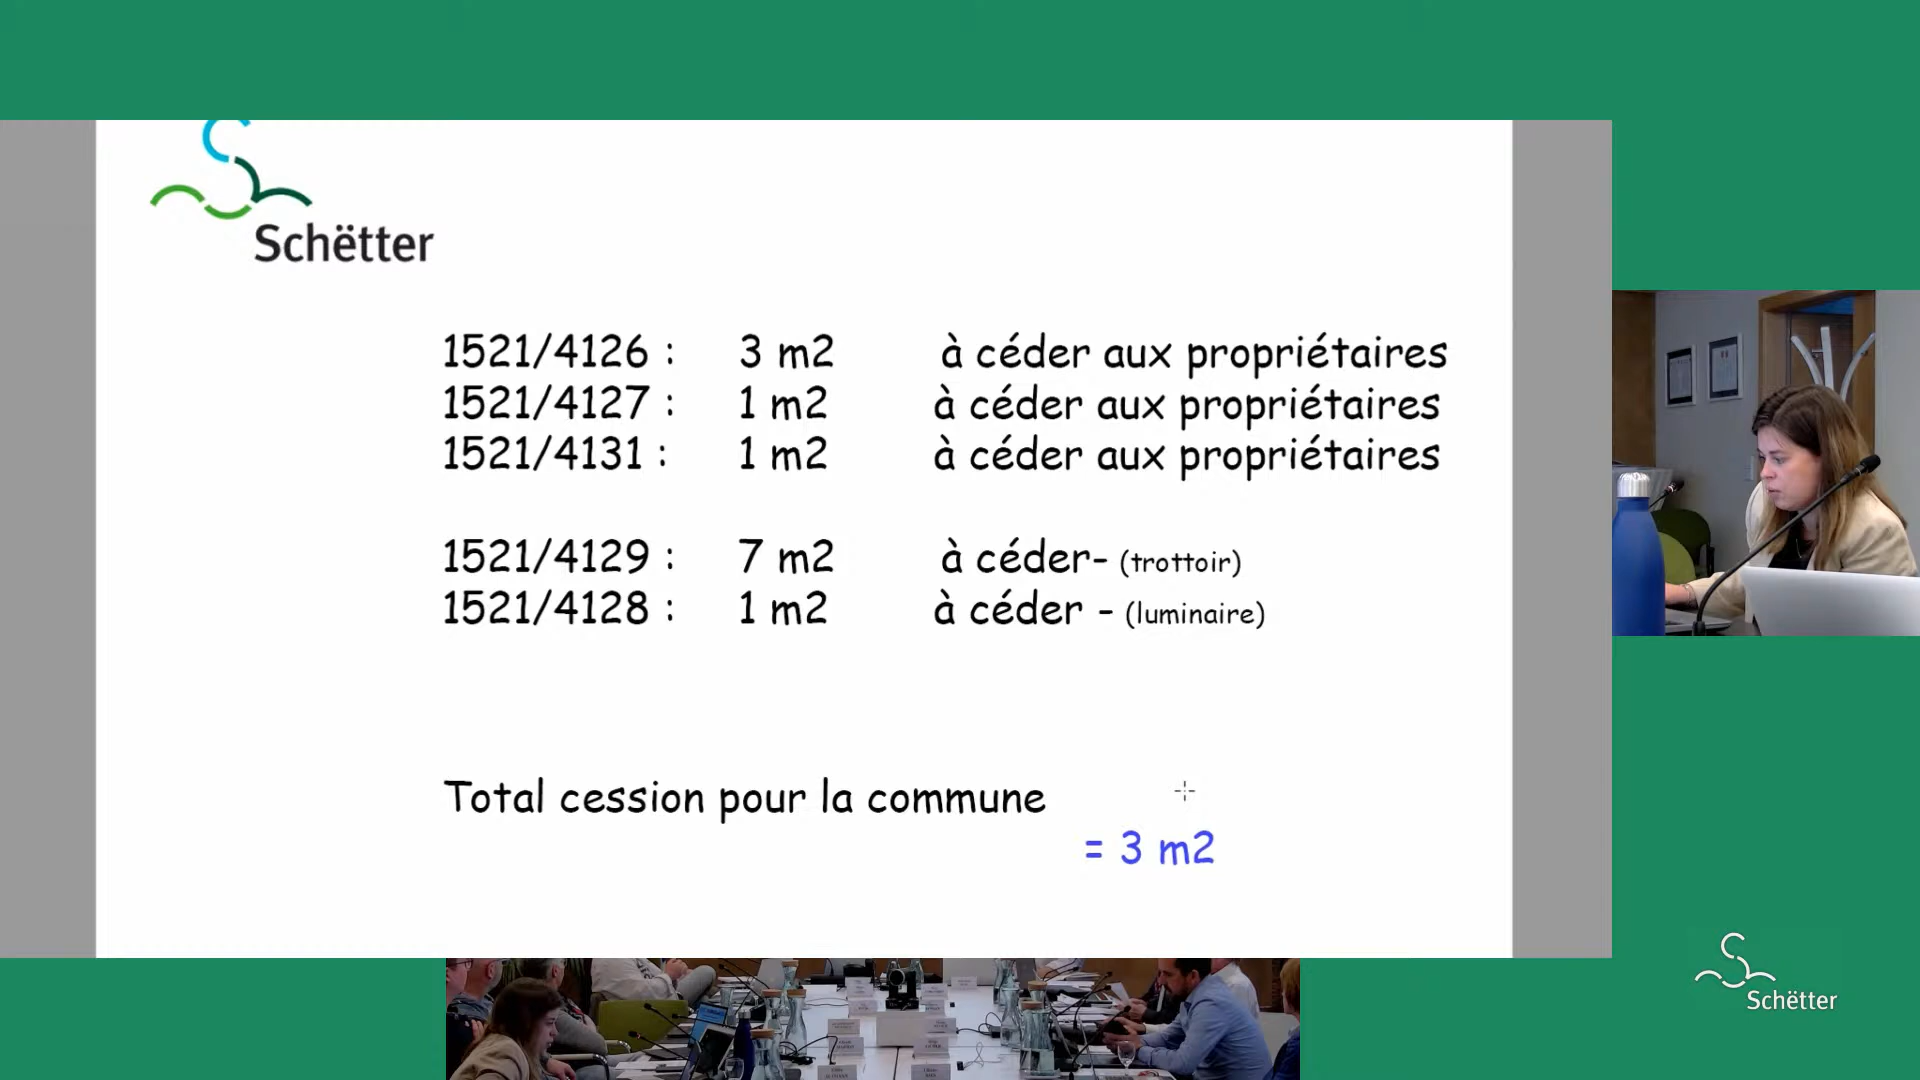 Schëtter
1521/4126 : 3 m2 à céder aux propriétaires
1521/4127 : 1 m2 à céder aux propriétaires
1521/4131 : 1 m2 à céder aux propriétaires
1521/4129 : 7 m2 à céder- (trottoir)
1521/4128 : 1 m2 à céder - (luminaire)
Total cession pour la commune
= 3 m2
Schëtter